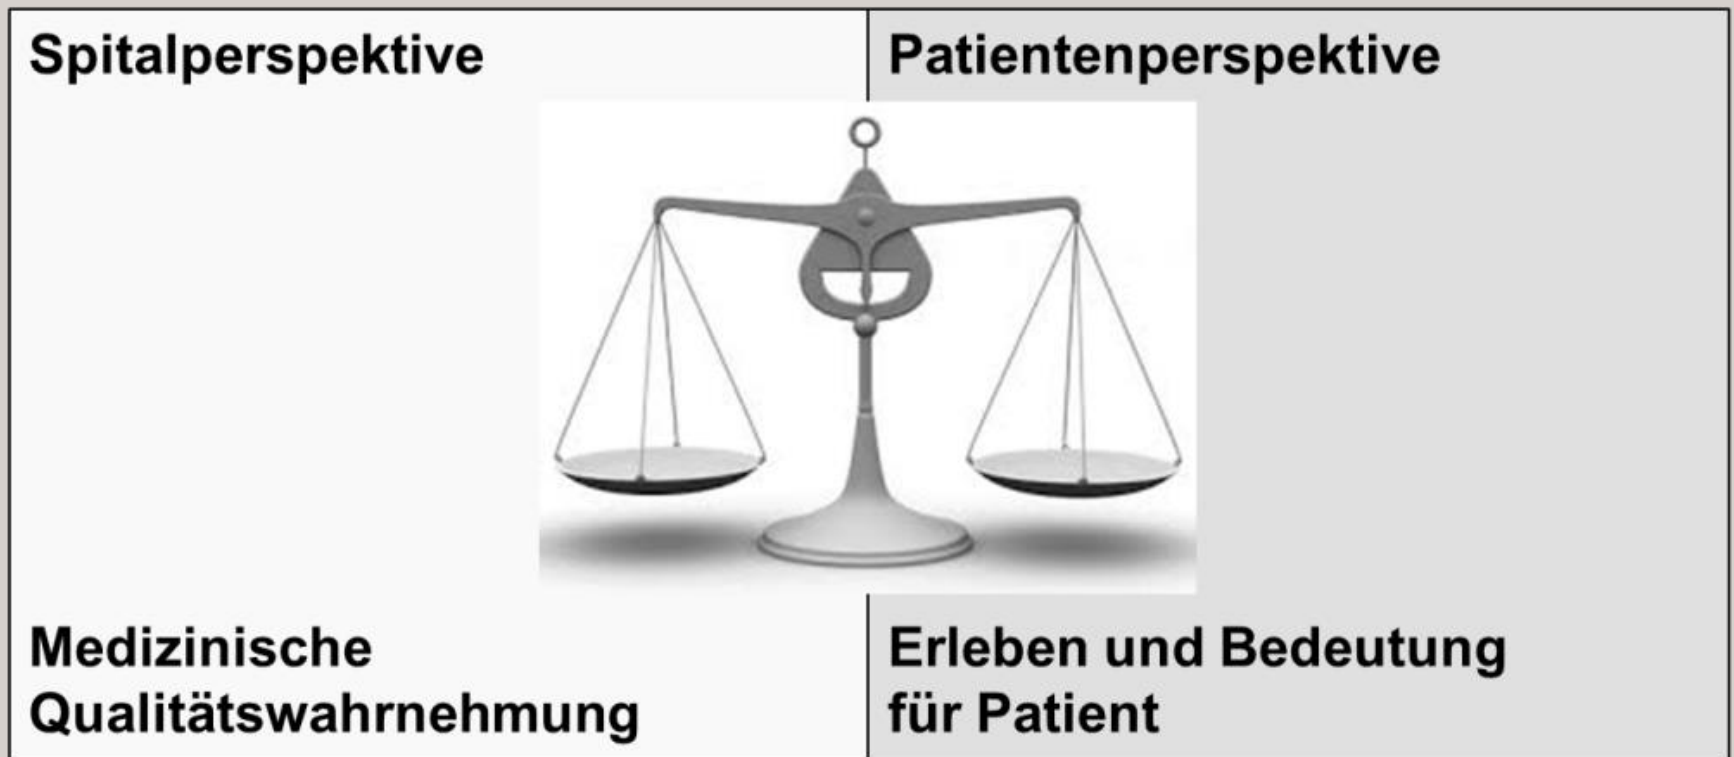 Spitalperspektive
Patientenperspektive
Medizinische
Qualitätswahrnehmung
Erleben und Bedeutung
für Patient